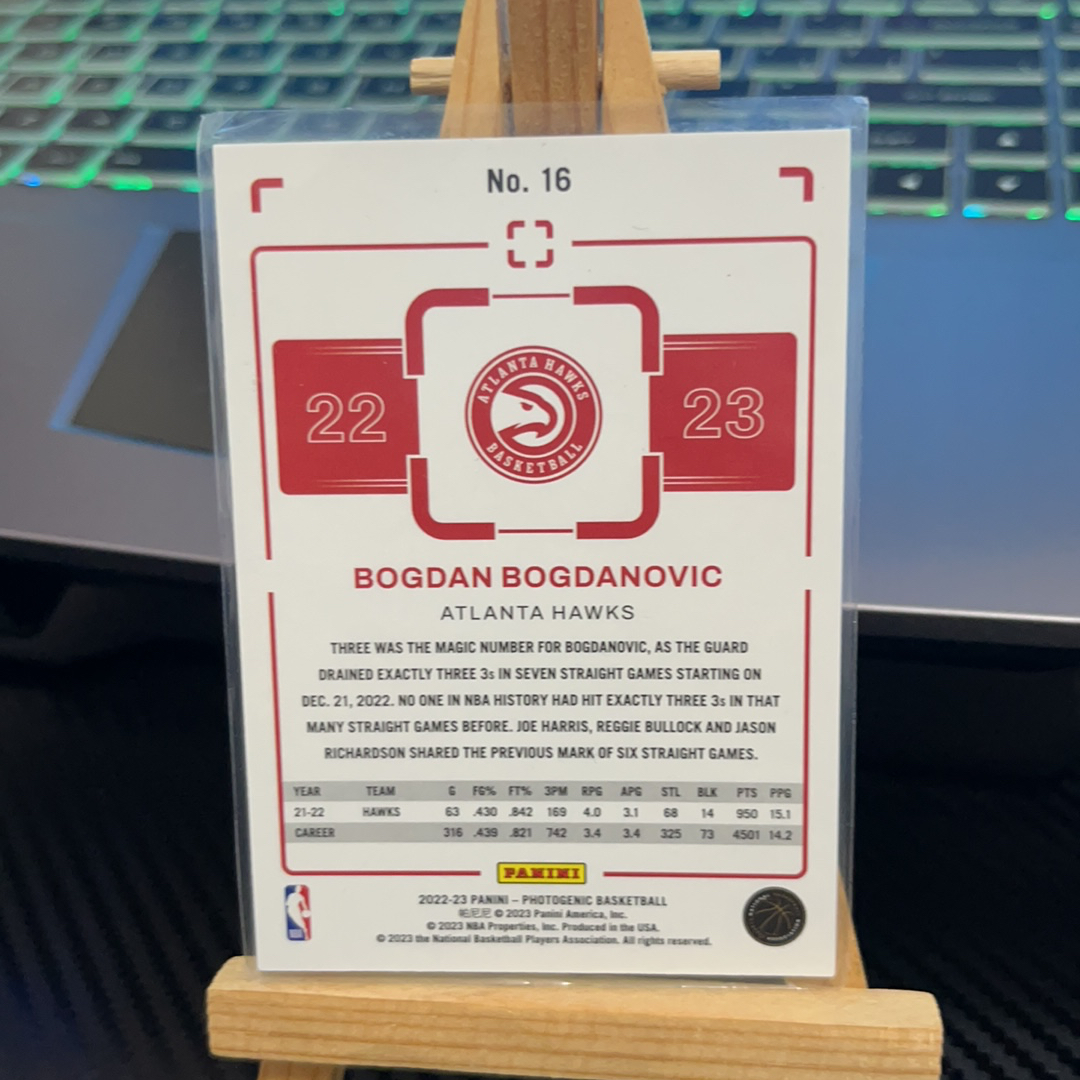 No. 16
22
23
ATLANTA HAWKS
BASKETBALL
BOGDAN BOGDANOVIC
ATLANTA HAWKS
THREE WAS THE MAGIC NUMBER FOR BOGDANOVIC, AS THE GUARD
DRAINED EXACTLY THREE 3s IN SEVEN STRAIGHT GAMES STARTING ON
DEC. 21, 2022. NO ONE IN NBA HISTORY HAD HIT EXACTLY THREE 3s IN THAT
MANY STRAIGHT GAMES BEFORE. JOE HARRIS, REGGIE BULLOCK AND JASON
RICHARDSON SHARED THE PREVIOUS MARK OF SIX STRAIGHT GAMES.
YEAR TEAM G FG% FT% 3PM RPG APG STL BLK PTS PPG
21-22 HAWKS 63 .430 .842 169 4.0 3.1 68 14 950 15.1
CAREER 316 .439 .821 742 3.4 3.4 325 73 4501 14.2
PANINI
2022-23 PANINI – PHOTOGENIC BASKETBALL
帕尼尼 © 2023 Panini America, Inc.
© 2023 NBA Properties, Inc. Produced in the USA.
© 2023 the National Basketball Players Association. All rights reserved.